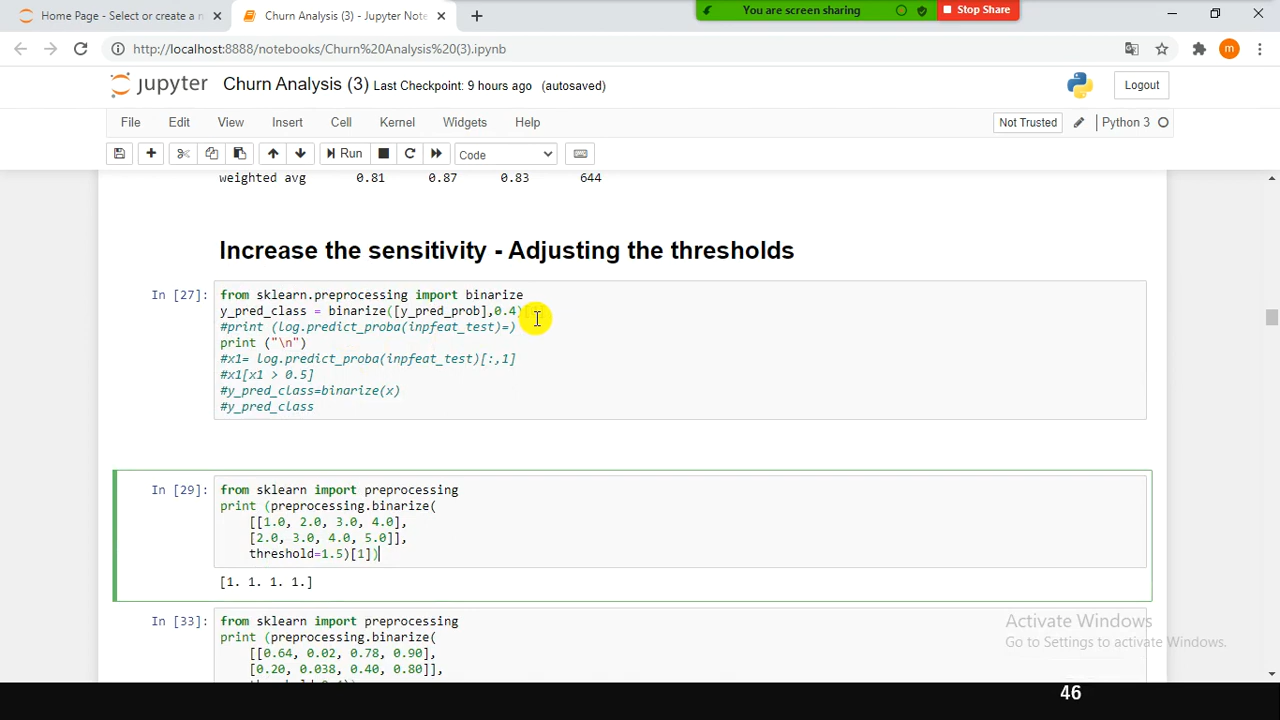 Home Page - Select or create a n
Churn Analysis (3) - Jupyter Note
You are screen sharing
Stop Share
http://localhost:8888/notebooks/Churn%20Analysis%20(3).ipynb
m
jupyter
Churn Analysis (3) Last Checkpoint: 9 hours ago (autosaved)
Logout
File Edit View Insert Cell Kernel Widgets Help
Not Trusted
Python 3
Run
Code
weighted avg 0.81 0.87 0.83 644
Increase the sensitivity - Adjusting the thresholds
In [27]: from sklearn.preprocessing import binarize
y_pred_class = binarize([y_pred_prob],0.4)
#print (log.predict_proba(inpfeat_test)=)
print ("\n")
#x1= log.predict_proba(inpfeat_test)[:,1]
#x1[x1 > 0.5]
#y_pred_class=binarize(x)
#y_pred_class
In [29]: from sklearn import preprocessing
print (preprocessing.binarize(
[[1.0, 2.0, 3.0, 4.0],
[2.0, 3.0, 4.0, 5.0]],
threshold=1.5)[1])
[1. 1. 1. 1.]
In [33]: from sklearn import preprocessing
print (preprocessing.binarize(
[[0.64, 0.02, 0.78, 0.90],
[0.20, 0.038, 0.40, 0.80]],
Activate Windows
Go to Settings to activate Windows.
46